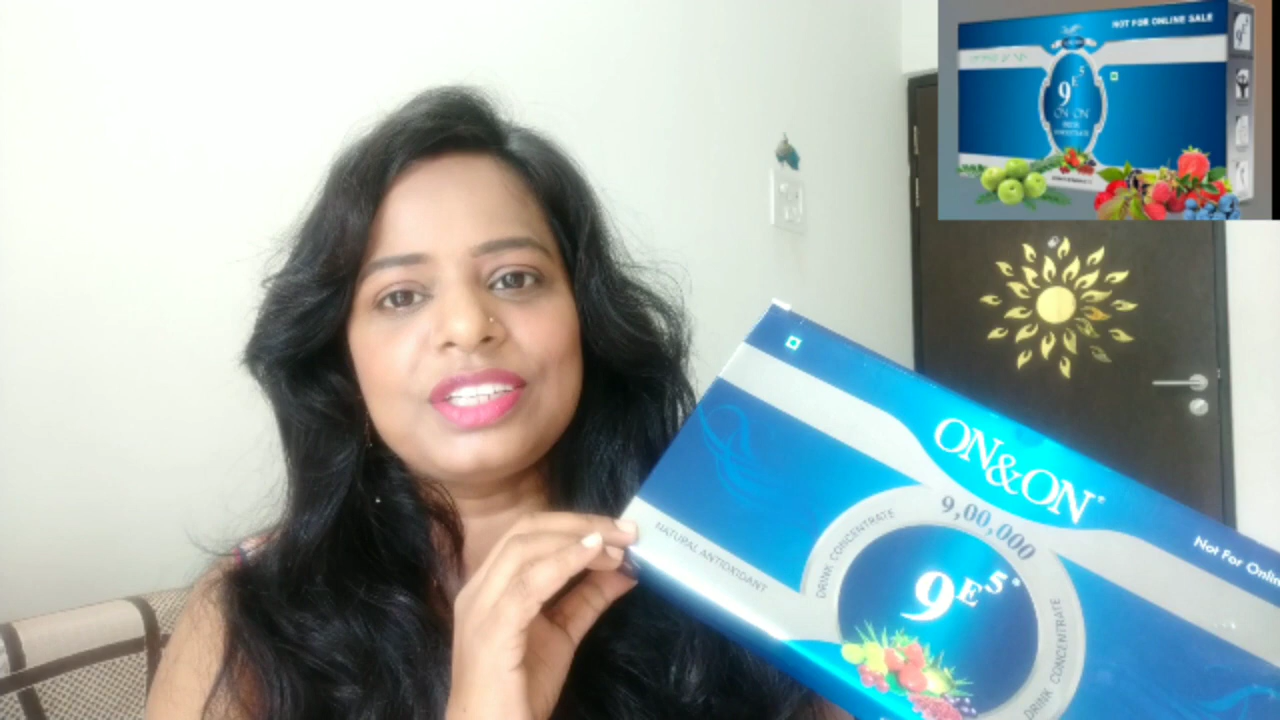 NOT FOR ONLINE SALE
9E5
ON ON
ON&ON
9,00,000
Not For Onlin
DRINK CONCENTRATE
NATURAL ANTIOXIDANT
9E5
DRINK CONCENTRATE